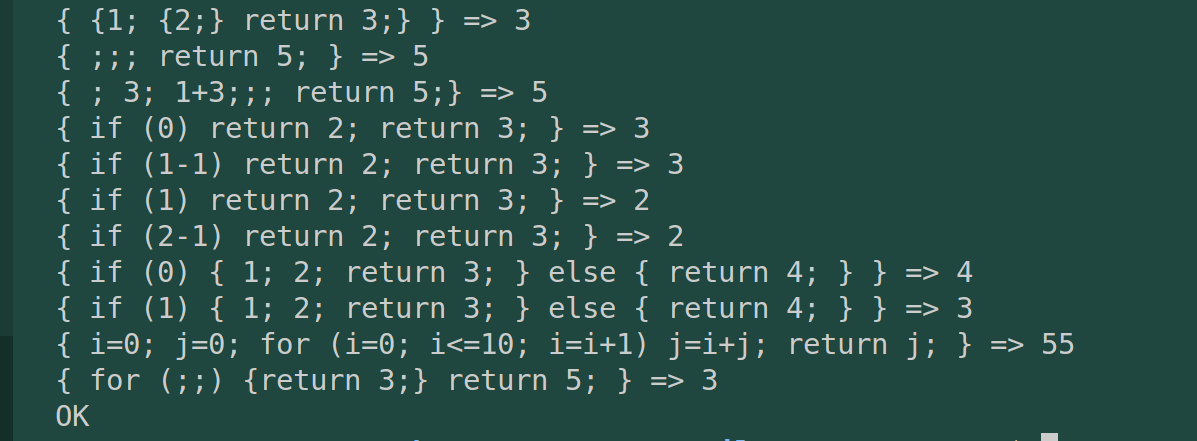 { {1; {2;} return 3;} } => 3
{ ;;; return 5; } => 5
{ ; 3; 1+3;;; return 5;} => 5
{ if (0) return 2; return 3; } => 3
{ if (1-1) return 2; return 3; } => 3
{ if (1) return 2; return 3; } => 2
{ if (2-1) return 2; return 3; } => 2
{ if (0) { 1; 2; return 3; } else { return 4; } } => 4
{ if (1) { 1; 2; return 3; } else { return 4; } } => 3
{ i=0; j=0; for (i=0; i<=10; i=i+1) j=i+j; return j; } => 55
{ for (;;) {return 3;} return 5; } => 3
OK